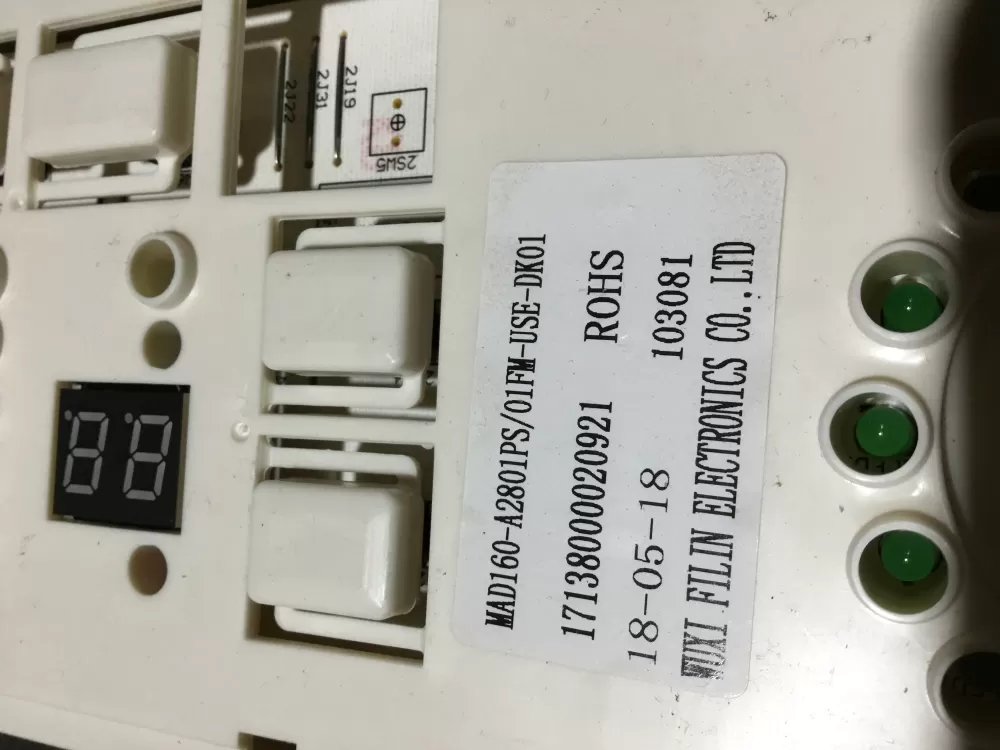 MAD160-A2801PS/01FM-USE-DK01
17138000020921 ROHS
18-05-18 103081
WUXI FILIN ELECTRONICS CO.,LTD
2J22
2J31
2J19
2SW5